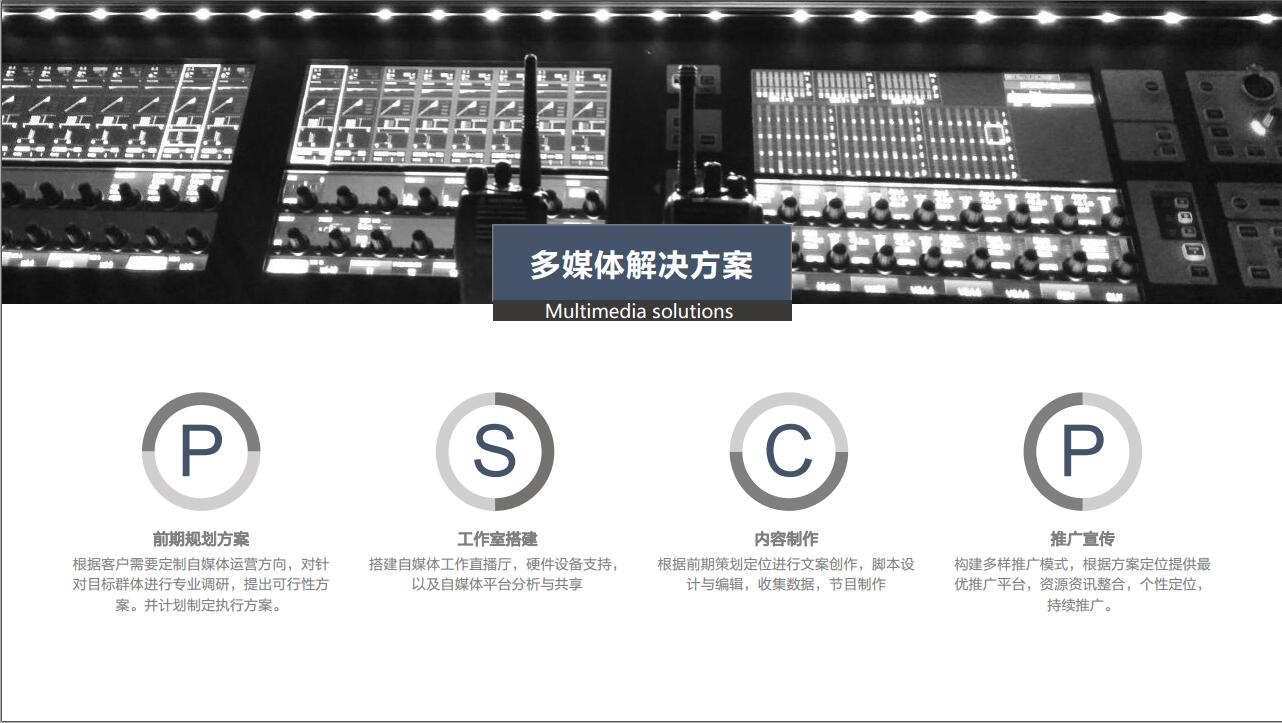 多媒体解决方案
Multimedia solutions
P
S
C
P
前期规划方案
根据客户需要定制自媒体运营方向，对针
对目标群体进行专业调研，提出可行性方
案。并计划制定执行方案。
工作室搭建
搭建自媒体工作直播厅，硬件设备支持，
以及自媒体平台分析与共享
内容制作
根据前期策划定位进行文案创作，脚本设
计与编辑，收集数据，节目制作
推广宣传
构建多样推广模式，根据方案定位提供最
优推广平台，资源资讯整合，个性定位，
持续推广。